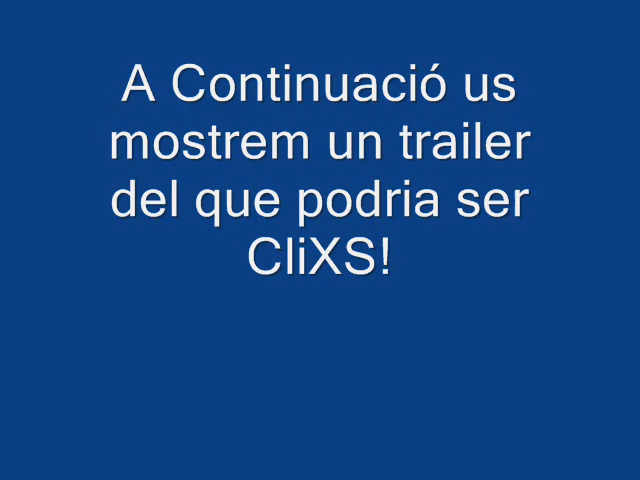 A Continuació us
mostrem un trailer
del que podria ser
CliXS!